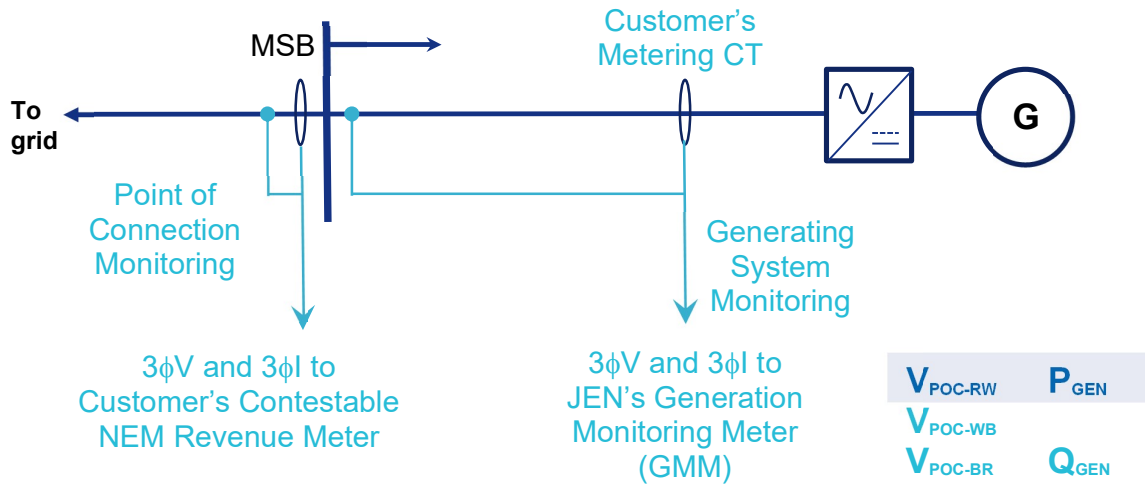 Customer's
Metering CT
MSB
To
grid
G
Point of
Connection
Monitoring
Generating
System
Monitoring
3ϕV and 3ϕI to
Customer's Contestable
NEM Revenue Meter
3ϕV and 3ϕI to
JEN's Generation
Monitoring Meter
(GMM)
VPOC-RW PGEN
VPOC-WB
VPOC-BR QGEN